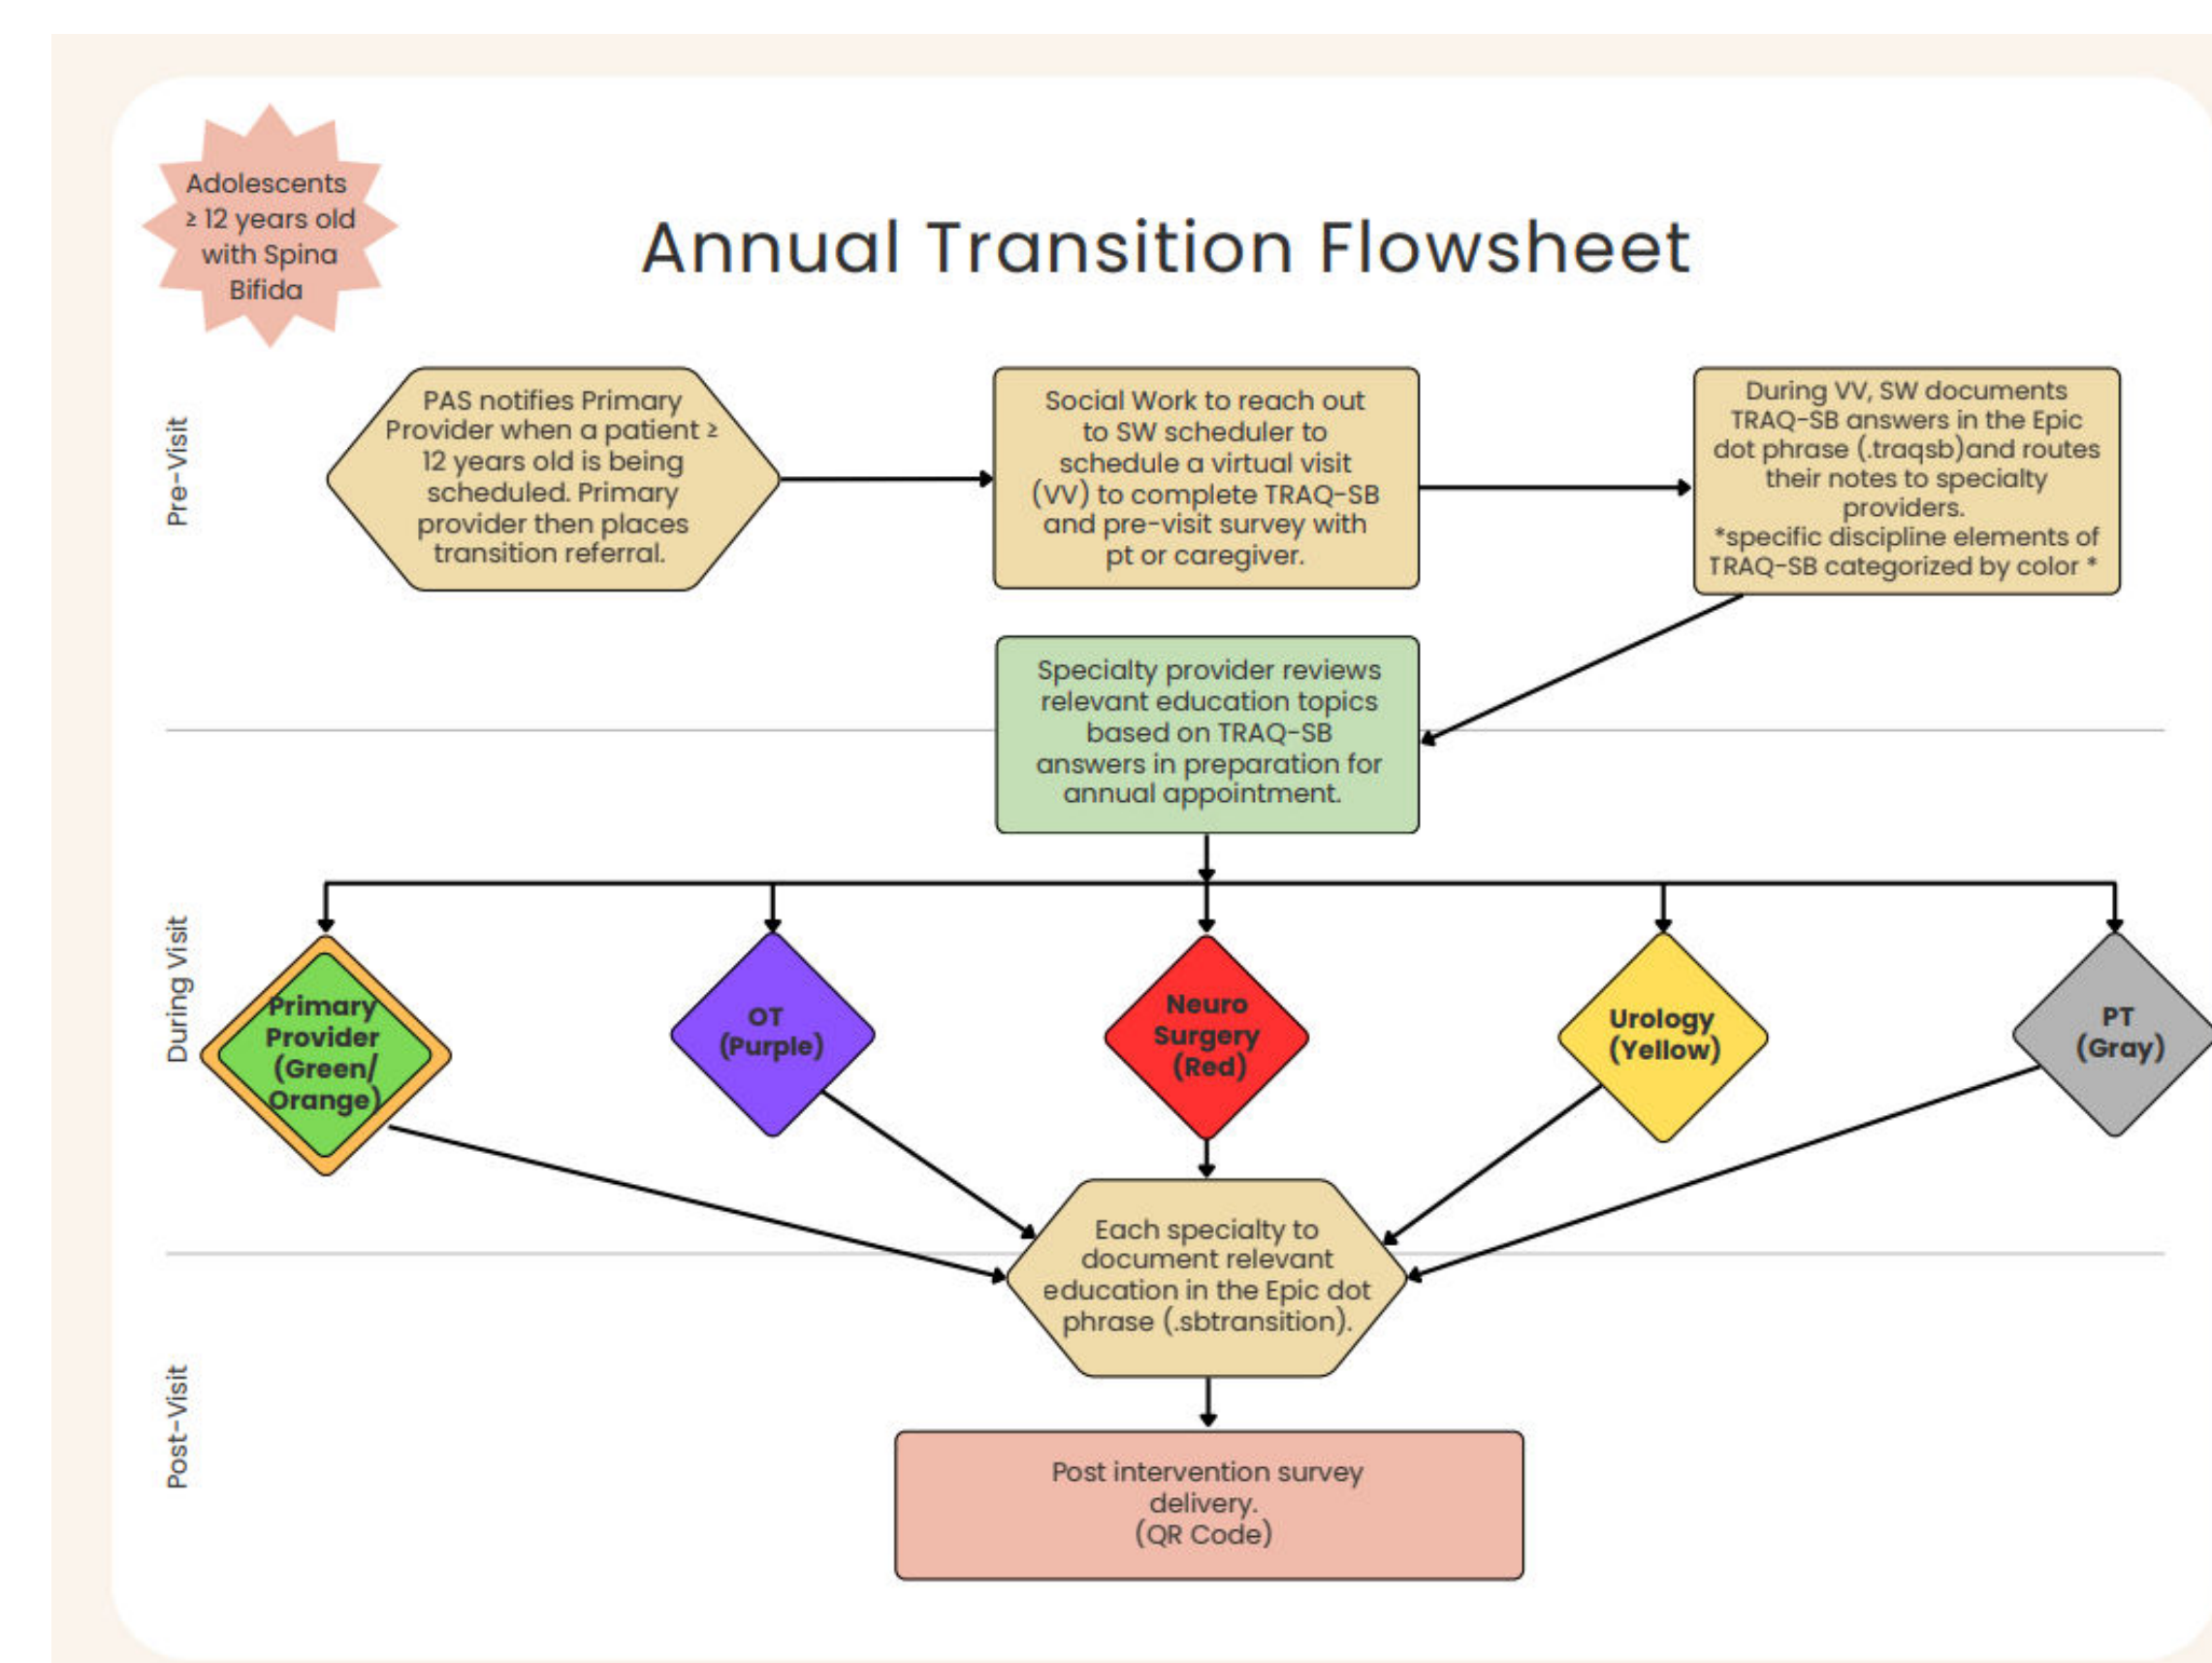 Adolescents
≥ 12 years old
with Spina
Bifida
Annual Transition Flowsheet
Pre-Visit
PAS notifies Primary
Provider when a patient ≥
12 years old is being
scheduled. Primary
provider then places
transition referral.
Social Work to reach out
to SW scheduler to
schedule a virtual visit
(VV) to complete TRAQ-SB
and pre-visit survey with
pt or caregiver.
During VV, SW documents
TRAQ-SB answers in the Epic
dot phrase (.traqsb)and routes
their notes to specialty
providers.
*specific discipline elements of
TRAQ-SB categorized by color *
Specialty provider reviews
relevant education topics
based on TRAQ-SB
answers in preparation for
annual appointment.
During Visit
Primary
Provider
(Green/
Orange)
OT
(Purple)
Neuro
Surgery
(Red)
Urology
(Yellow)
PT
(Gray)
Each specialty to
document relevant
education in the Epic dot
phrase (.sbtransition).
Post-Visit
Post intervention survey
delivery.
(QR Code)